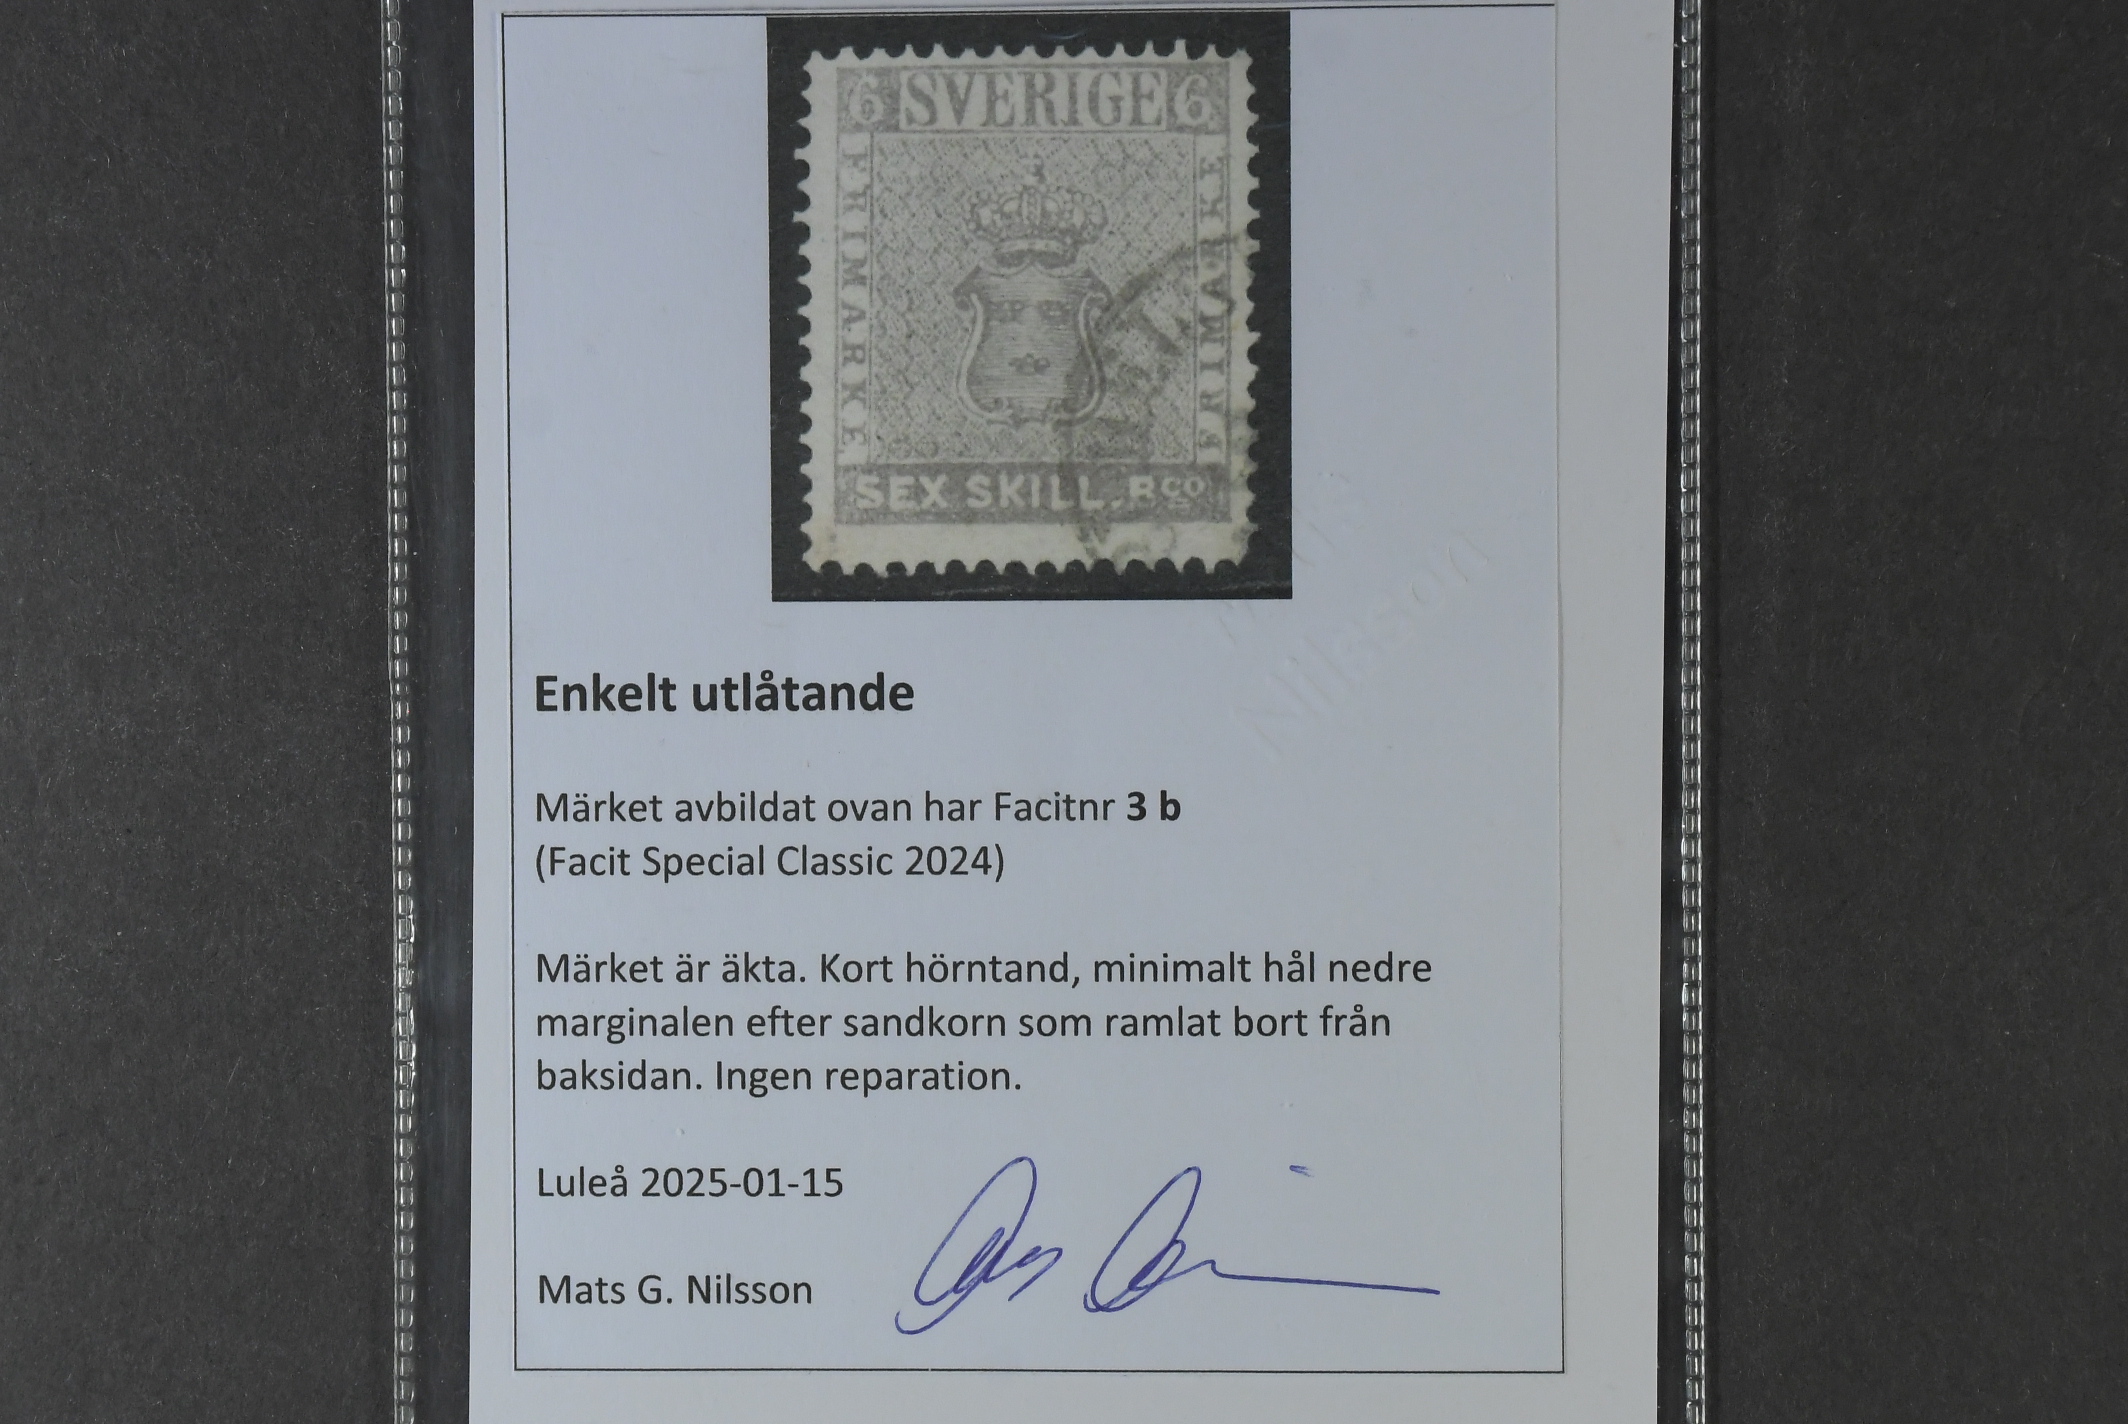 6 SVERIGE 6
FRIMARKE
FRIMARKE
SEX SKILL. Bco
Nilsson
Enkelt utlåtande
Märket avbildat ovan har Facitnr 3 b
(Facit Special Classic 2024)
Märket är äkta. Kort hörntand, minimalt hål nedre
marginalen efter sandkorn som ramlat bort från
baksidan. Ingen reparation.
Luleå 2025-01-15
Mats G. Nilsson